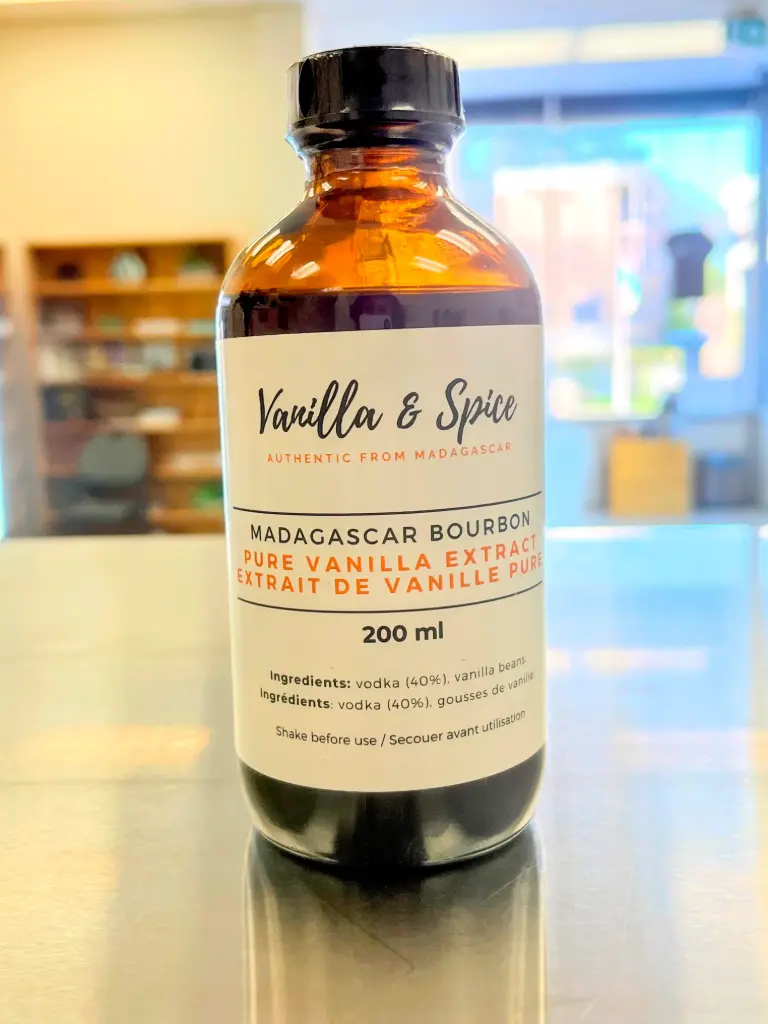 Vanilla & Spice
AUTHENTIC FROM MADAGASCAR
MADAGASCAR BOURBON
PURE VANILLA EXTRACT
EXTRAIT DE VANILLE PURE
200 ml
Ingredients: vodka (40%), vanilla beans.
Ingrédients: vodka (40%), gousses de vanille
Shake before use / Secouer avant utilisation